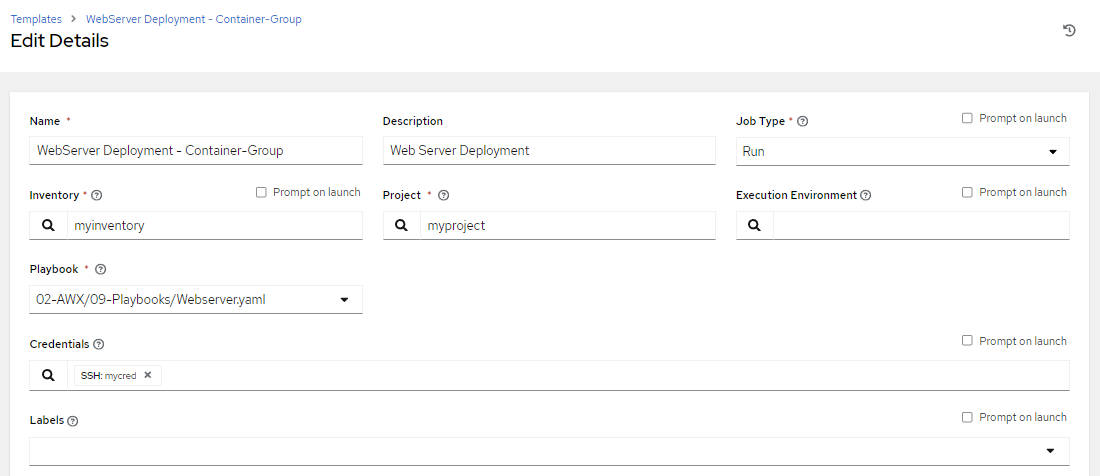 Templates > WebServer Deployment - Container-Group
Edit Details
Name *
WebServer Deployment - Container-Group
Description
Web Server Deployment
Job Type * Prompt on launch
Run
Inventory * Prompt on launch
myinventory
Project *
myproject
Execution Environment Prompt on launch
Playbook *
02-AWX/09-Playbooks/Webserver.yaml
Credentials Prompt on launch
SSH: mycred
Labels Prompt on launch